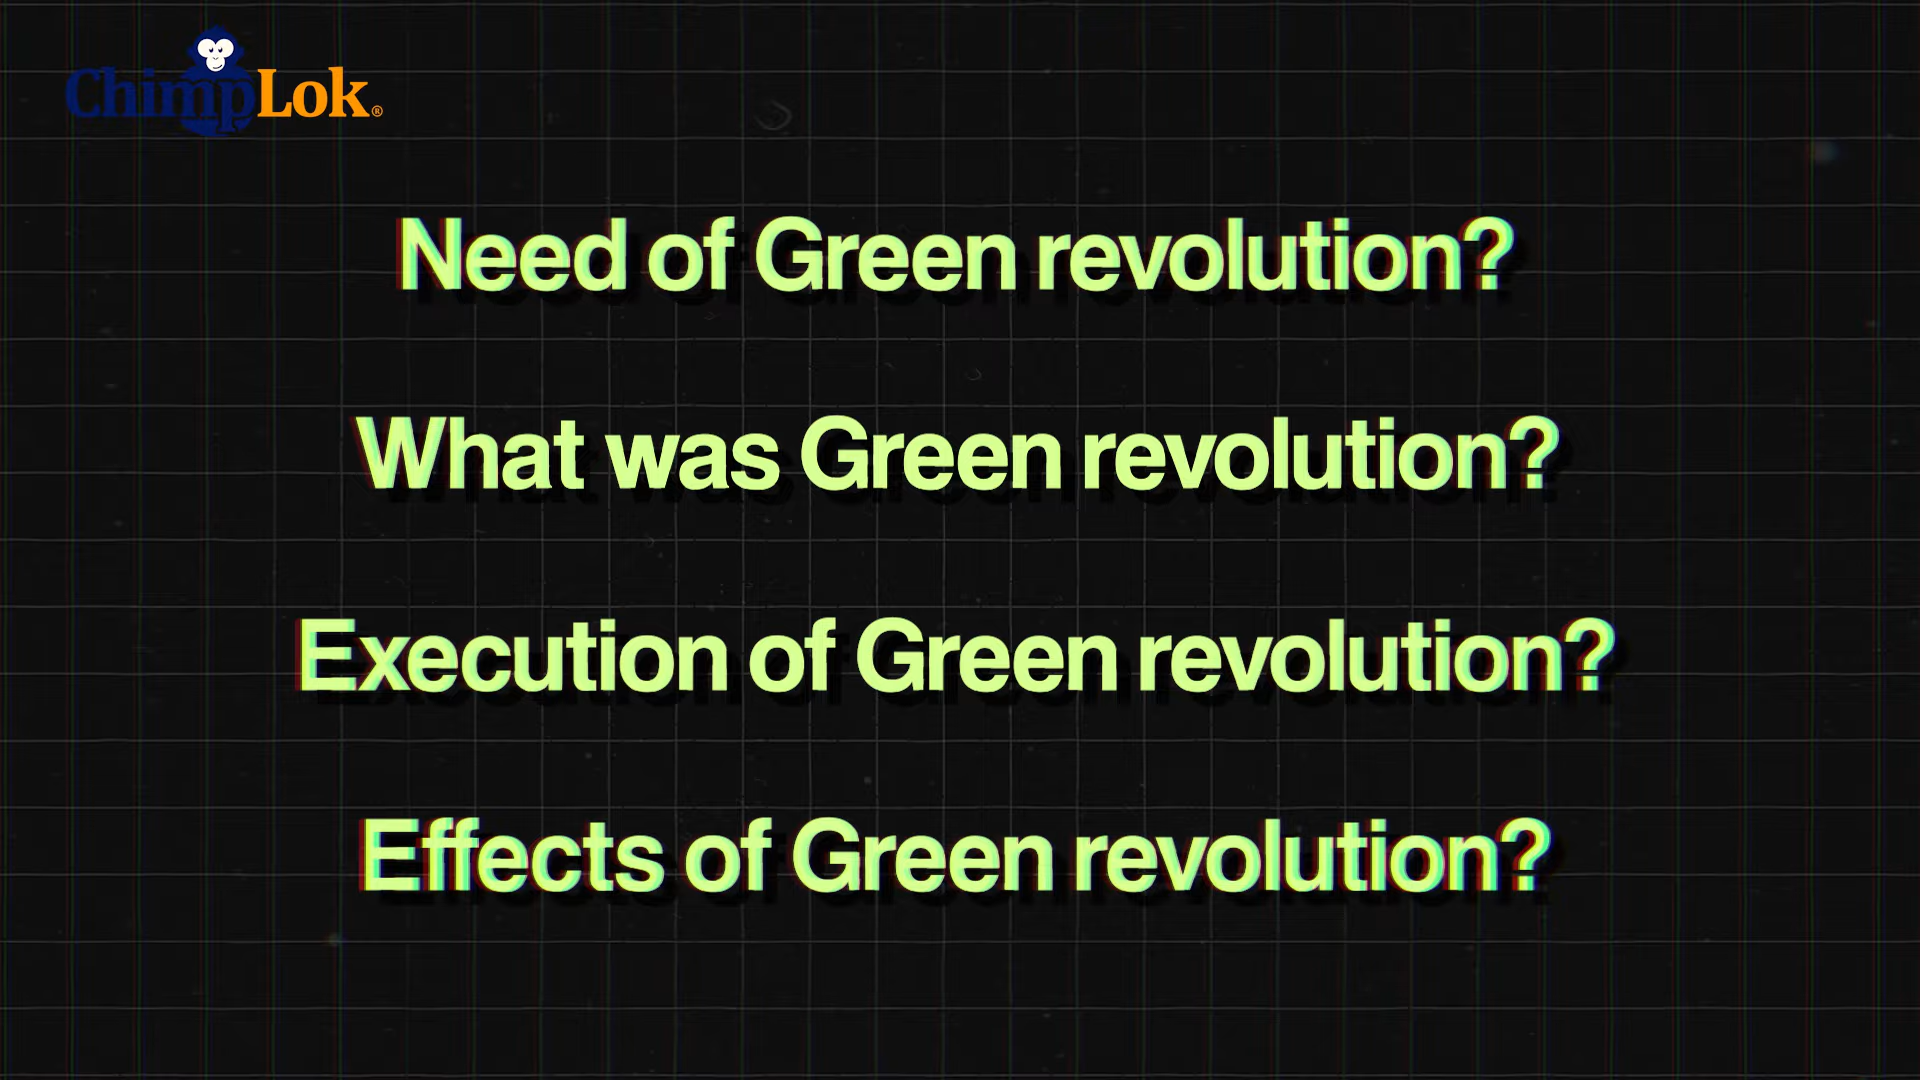 ChimpLok®
Need of Green revolution?
What was Green revolution?
Execution of Green revolution?
Effects of Green revolution?